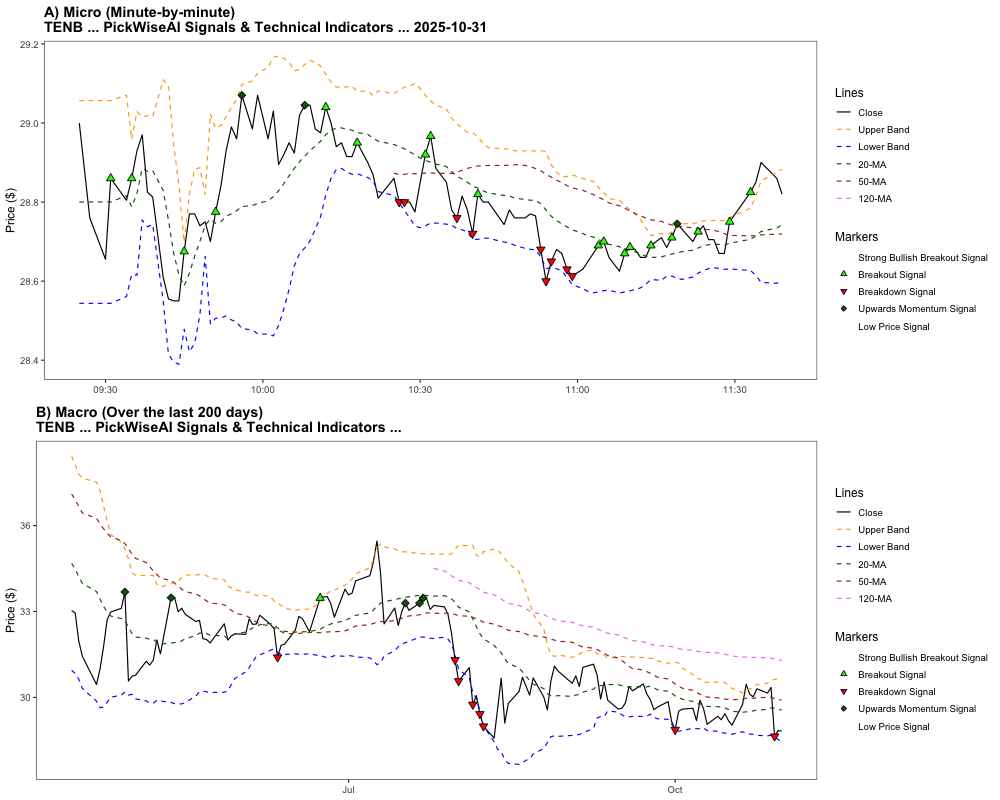 A) Micro (Minute-by-minute)
TENB ... PickWiseAI Signals & Technical Indicators ... 2025-10-31
Price ($)
29.2
29.0
28.8
28.6
28.4
09:30
10:00
10:30
11:00
11:30
Lines
Close
Upper Band
Lower Band
20-MA
50-MA
120-MA
Markers
Strong Bullish Breakout Signal
Breakout Signal
Breakdown Signal
Upwards Momentum Signal
Low Price Signal
B) Macro (Over the last 200 days)
TENB ... PickWiseAI Signals & Technical Indicators ...
Price ($)
36
33
30
Jul
Oct
Lines
Close
Upper Band
Lower Band
20-MA
50-MA
120-MA
Markers
Strong Bullish Breakout Signal
Breakout Signal
Breakdown Signal
Upwards Momentum Signal
Low Price Signal